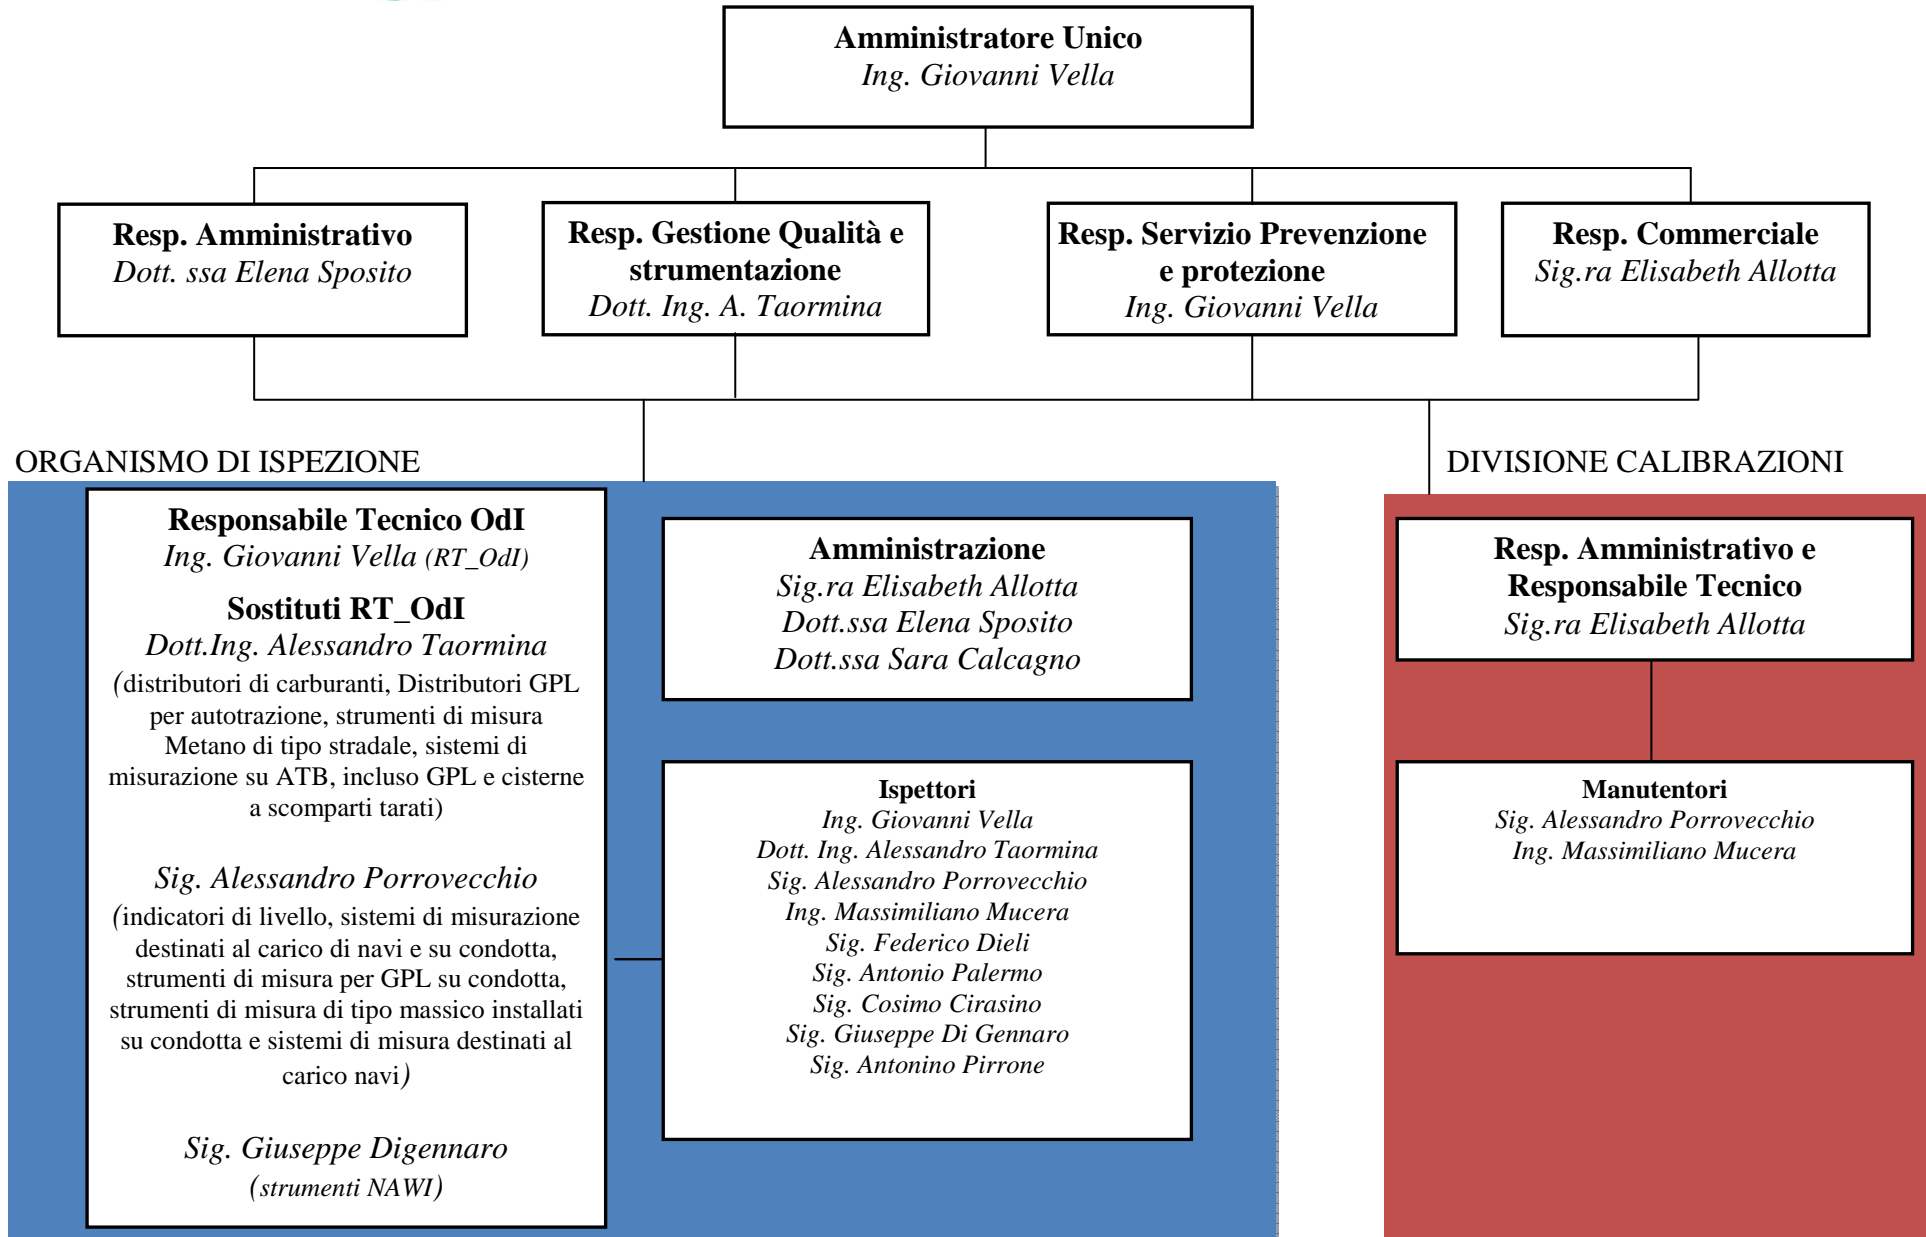 Amministratore Unico
Ing. Giovanni Vella
Resp. Amministrativo
Dott. ssa Elena Sposito
Resp. Gestione Qualità e
strumentazione
Dott. Ing. A. Taormina
Resp. Servizio Prevenzione
e protezione
Ing. Giovanni Vella
Resp. Commerciale
Sig.ra Elisabeth Allotta
ORGANISMO DI ISPEZIONE
Responsabile Tecnico OdI
Ing. Giovanni Vella (RT_OdI)
Sostituti RT_OdI
Dott.Ing. Alessandro Taormina
(distributori di carburanti, Distributori GPL
per autotrazione, strumenti di misura
Metano di tipo stradale, sistemi di
misurazione su ATB, incluso GPL e cisterne
a scomparti tarati)
Sig. Alessandro Porrovecchio
(indicatori di livello, sistemi di misurazione
destinati al carico di navi e su condotta,
strumenti di misura per GPL su condotta,
strumenti di misura di tipo massico installati
su condotta e sistemi di misura destinati al
carico navi)
Sig. Giuseppe Digennaro
(strumenti NAWI)
Amministrazione
Sig.ra Elisabeth Allotta
Dott.ssa Elena Sposito
Dott.ssa Sara Calcagno
Ispettori
Ing. Giovanni Vella
Dott. Ing. Alessandro Taormina
Sig. Alessandro Porrovecchio
Ing. Massimiliano Mucera
Sig. Federico Dieli
Sig. Antonio Palermo
Sig. Cosimo Cirasino
Sig. Giuseppe Di Gennaro
Sig. Antonino Pirrone
DIVISIONE CALIBRAZIONI
Resp. Amministrativo e
Responsabile Tecnico
Sig.ra Elisabeth Allotta
Manutentori
Sig. Alessandro Porrovecchio
Ing. Massimiliano Mucera